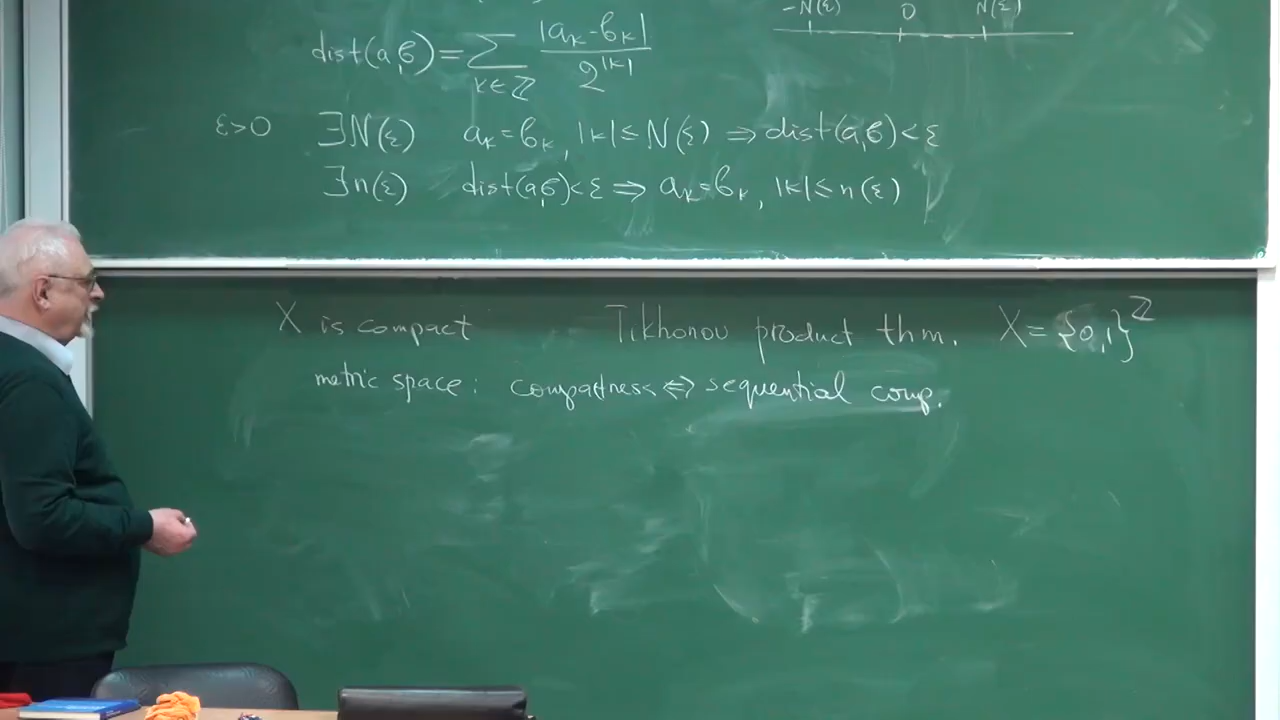 -N(ε) 0 N(ε)
dist(a,b)=∑_{k∈ℤ} |a_k-b_k| / 2^{|k|}
ε>0 ∃N(ε) a_k=b_k, |k|≤N(ε) ⇒ dist(a,b)<ε
∃n(ε) dist(a,b)<ε ⇒ a_k=b_k, |k|≤n(ε)
X is compact Tikhonov product thm. X={0,1}^ℤ
metric space: compactness ⇔ sequential comp.